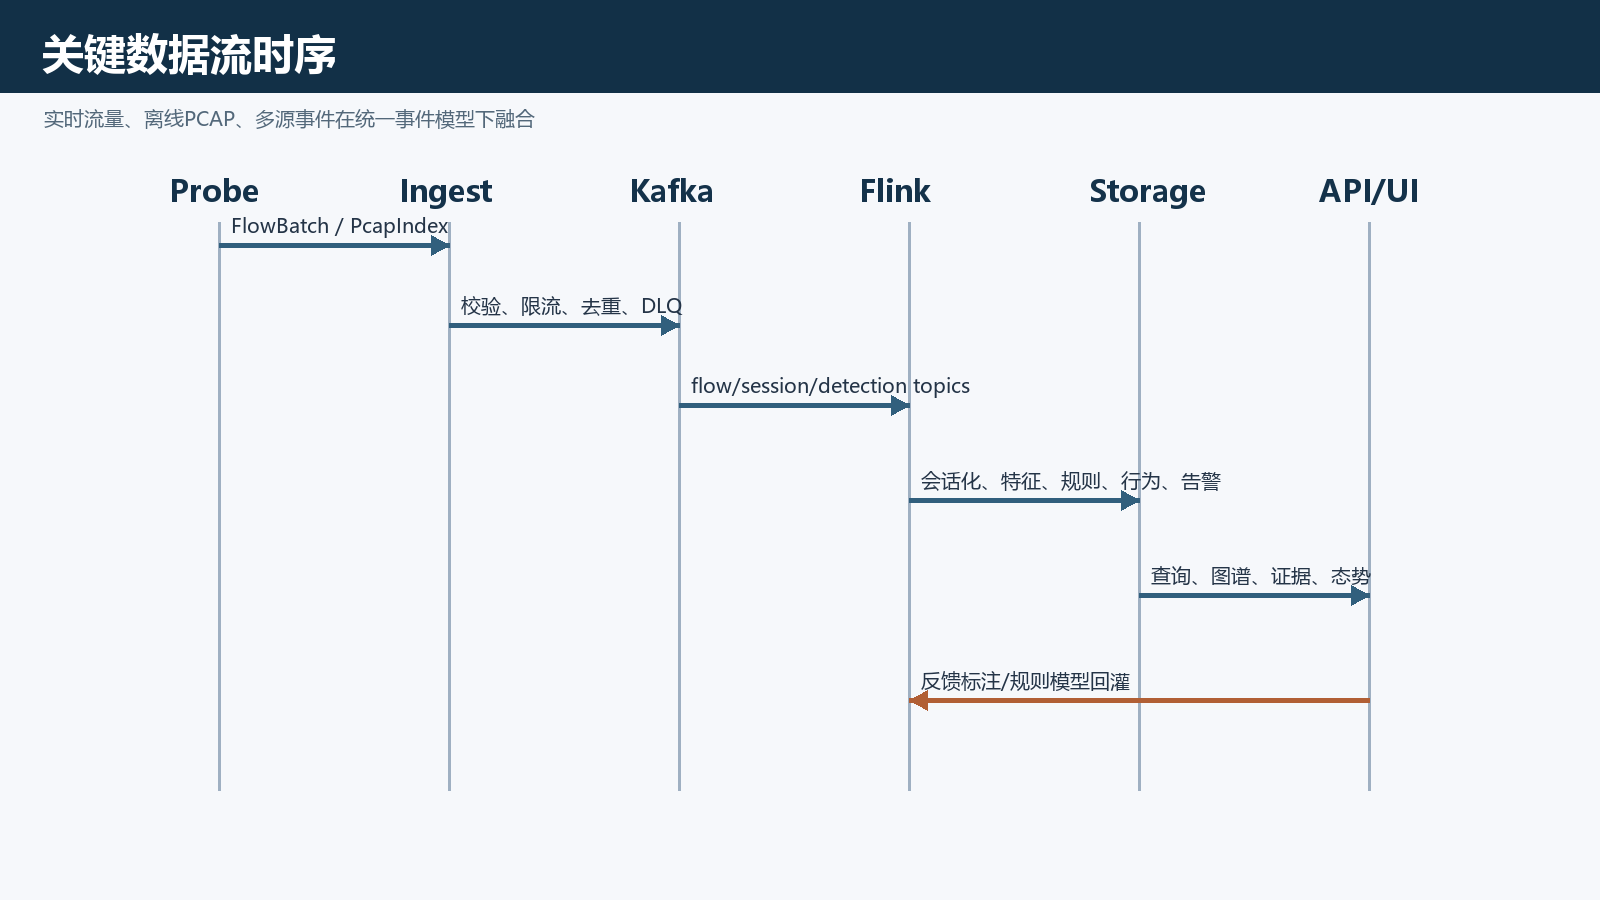 关键数据流时序
实时流量、离线PCAP、多源事件在统一事件模型下融合
Probe
Ingest
Kafka
Flink
Storage
API/UI
FlowBatch / PcapIndex
校验、限流、去重、DLQ
flow/session/detection topics
会话化、特征、规则、行为、告警
查询、图谱、证据、态势
反馈标注/规则模型回灌